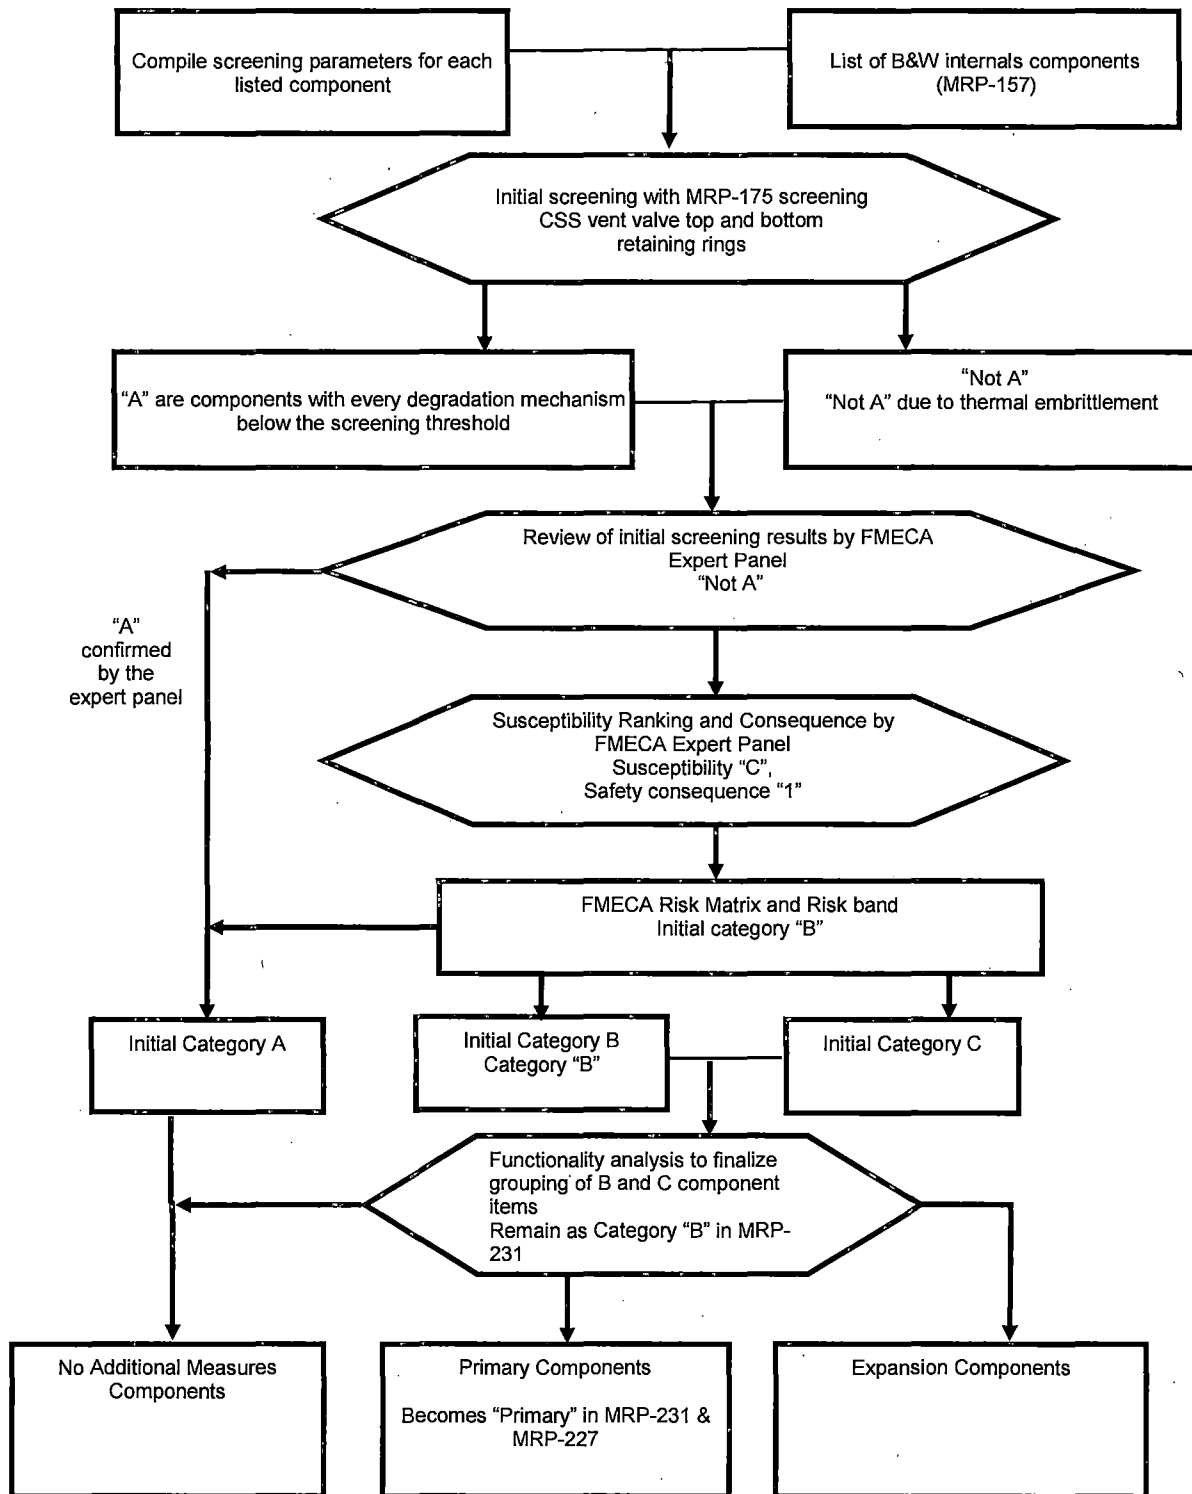 Compile screening parameters for each
listed component
List of B&W internals components
(MRP-157)
Initial screening with MRP-175 screening
CSS vent valve top and bottom
retaining rings
"A" are components with every degradation mechanism
below the screening threshold
"Not A"
"Not A" due to thermal embrittlement
Review of initial screening results by FMECA
Expert Panel
"Not A"
"A"
confirmed
by the
expert panel
Susceptibility Ranking and Consequence by
FMECA Expert Panel
Susceptibility "C",
Safety consequence "1"
FMECA Risk Matrix and Risk band
Initial category "B"
Initial Category A
Initial Category B
Category "B"
Initial Category C
Functionality analysis to finalize
grouping of B and C component
items
Remain as Category "B" in MRP-
231
No Additional Measures
Components
Primary Components
Becomes "Primary" in MRP-231 &
MRP-227
Expansion Components